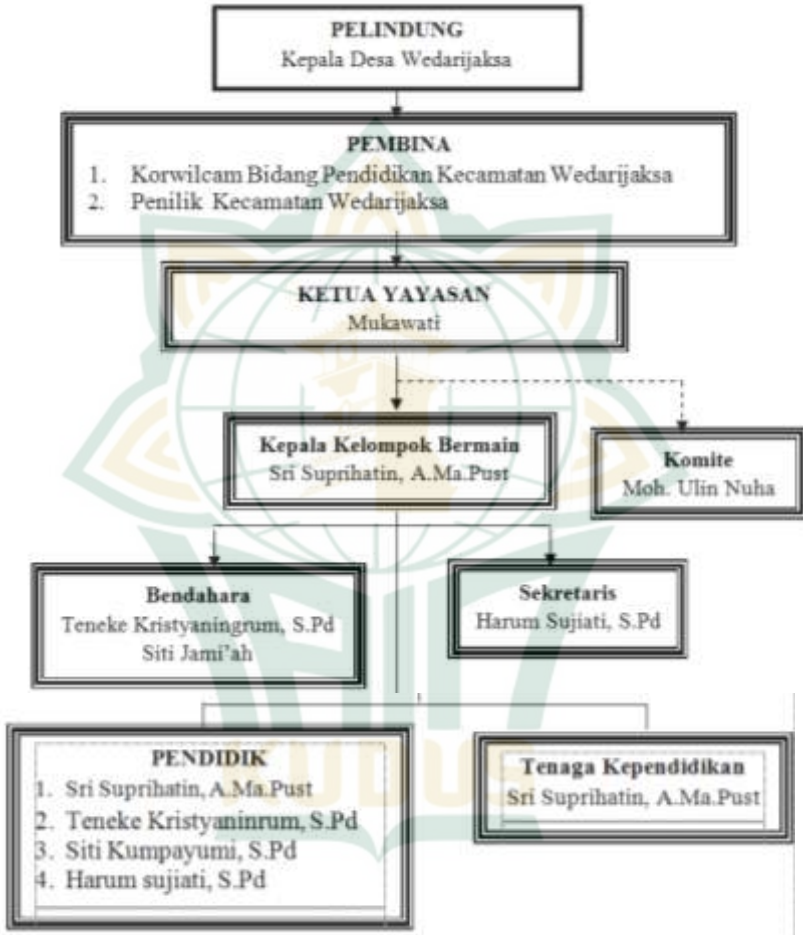 PELINDUNG
Kepala Desa Wedarijaksa
PEMBINA
1. Korwilcam Bidang Pendidikan Kecamatan Wedarijaksa
2. Penilik Kecamatan Wedarijaksa
KETUA YAYASAN
Mukawati
Kepala Kelompok Bermain
Sri Suprihatin, A.Ma.Pust
Komite
Moh. Ulin Nuha
Bendahara
Teneke Kristyaningrum, S.Pd
Siti Jami'ah
Sekretaris
Harum Sujiati, S.Pd
PENDIDIK
1. Sri Suprihatin, A.Ma.Pust
2. Teneke Kristyaninrum, S.Pd
3. Siti Kumpayumi, S.Pd
4. Harum sujiati, S.Pd
Tenaga Kependidikan
Sri Suprihatin, A.Ma.Pust
KUDUS